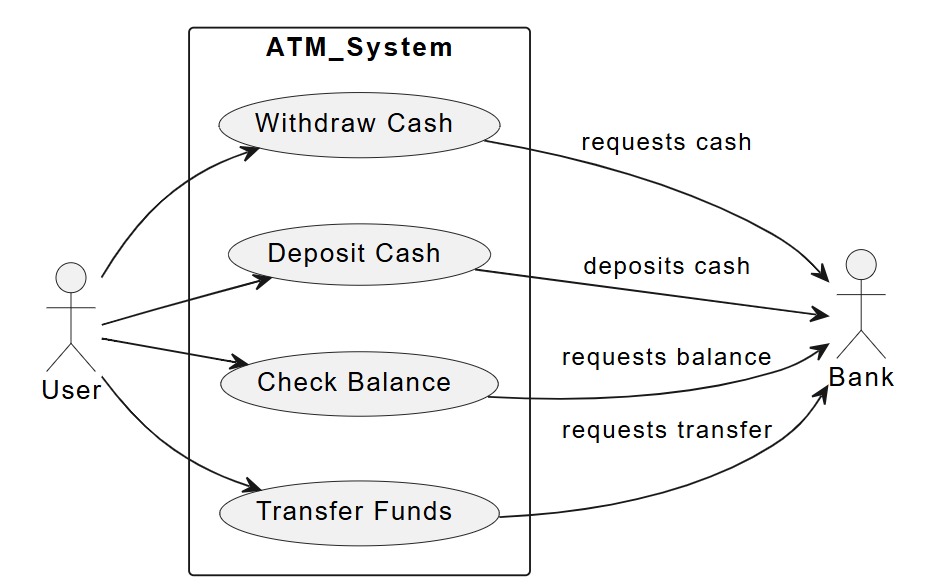 ATM_System
Withdraw Cash
requests cash
Deposit Cash
deposits cash
requests balance
Check Balance
User
Bank
requests transfer
Transfer Funds